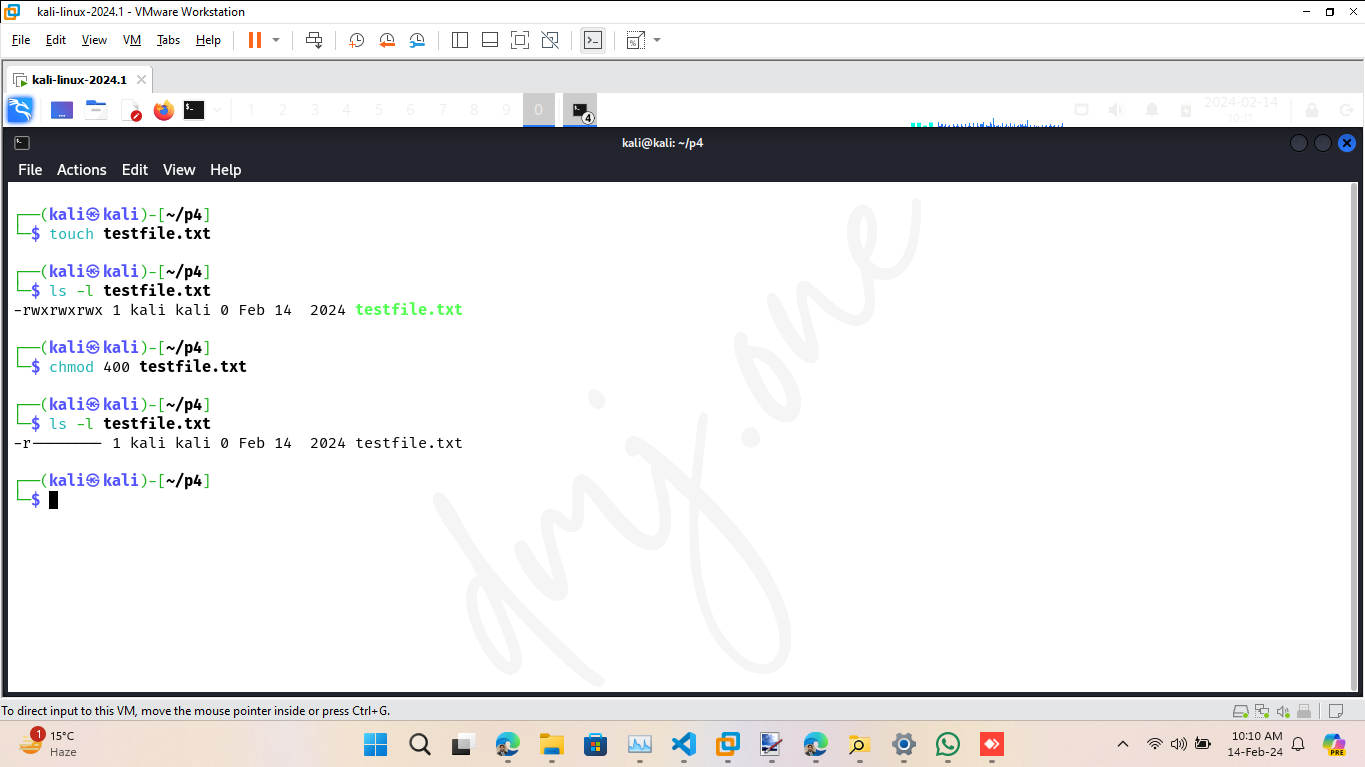 kali-linux-2024.1 - VMware Workstation
File Edit View VM Tabs Help
kali-linux-2024.1
1 2 3 4 5 6 7 8 9 0 4 2024-02-14
10:11
kali@kali: ~/p4
File Actions Edit View Help
┌──(kali㉿kali)-[~/p4]
└─$ touch testfile.txt
┌──(kali㉿kali)-[~/p4]
└─$ ls -l testfile.txt
-rwxrwxrwx 1 kali kali 0 Feb 14  2024 testfile.txt
┌──(kali㉿kali)-[~/p4]
└─$ chmod 400 testfile.txt
┌──(kali㉿kali)-[~/p4]
└─$ ls -l testfile.txt
-r-------- 1 kali kali 0 Feb 14  2024 testfile.txt
┌──(kali㉿kali)-[~/p4]
└─$
dmj.one
To direct input to this VM, move the mouse pointer inside or press Ctrl+G.
1 15°C
Haze
10:10 AM
14-Feb-24
PRE